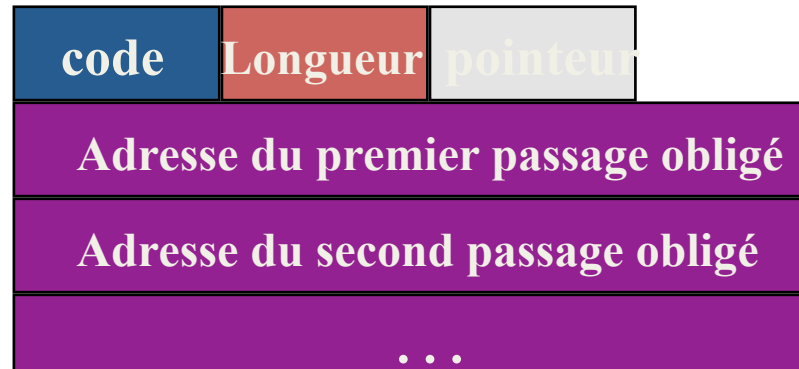 code Longueur pointeur
Adresse du premier passage obligé
Adresse du second passage obligé
. . .